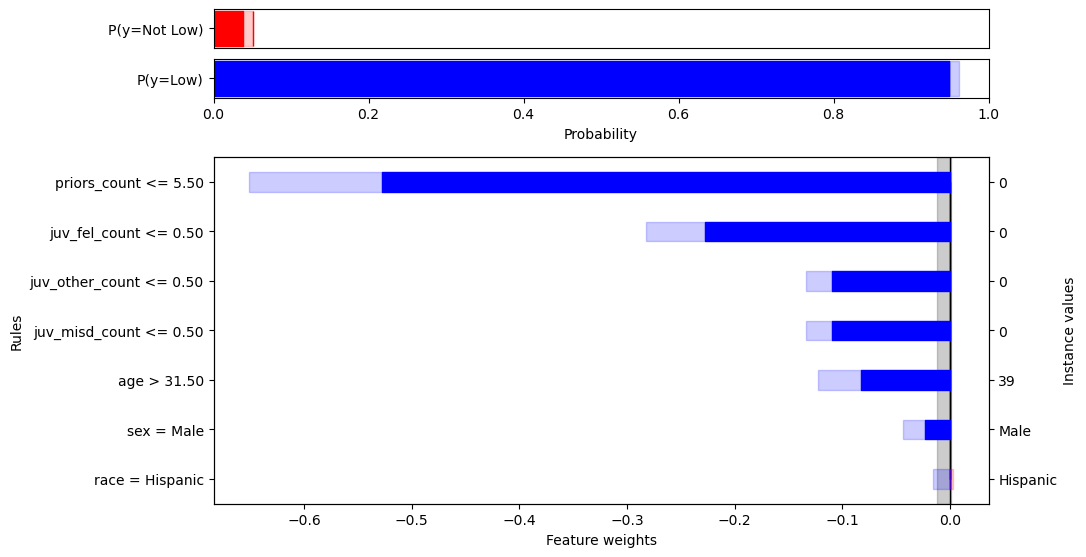 P(y=Not Low)
P(y=Low)
0.0 0.2 0.4 0.6 0.8 1.0
Probability
priors_count <= 5.50 0
juv_fel_count <= 0.50 0
juv_other_count <= 0.50 0
juv_misd_count <= 0.50 0
age > 31.50 39
sex = Male Male
race = Hispanic Hispanic
Rules
Instance values
−0.6 −0.5 −0.4 −0.3 −0.2 −0.1 0.0
Feature weights